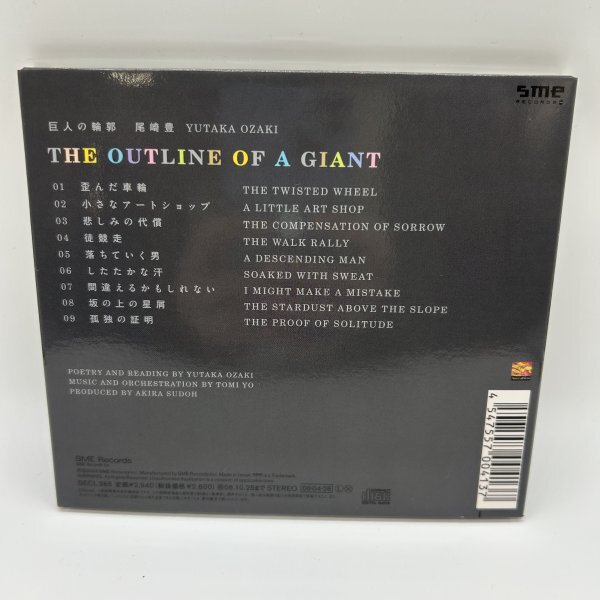 sme
RECORDS
巨人の輪郭 尾崎豊 YUTAKA OZAKI
THE OUTLINE OF A GIANT
01 歪んだ車輪 THE TWISTED WHEEL
02 小さなアートショップ A LITTLE ART SHOP
03 悲しみの代償 THE COMPENSATION OF SORROW
04 徒競走 THE WALK RALLY
05 落ちていく男 A DESCENDING MAN
06 したたかな汗 SOAKED WITH SWEAT
07 間違えるかもしれない I MIGHT MAKE A MISTAKE
08 坂の上の星屑 THE STARDUST ABOVE THE SLOPE
09 孤独の証明 THE PROOF OF SOLITUDE
POETRY AND READING BY YUTAKA OZAKI
MUSIC AND ORCHESTRATION BY TOMI YO
PRODUCED BY AKIRA SUDOH
SME Records
STEREO
4 547557 004137